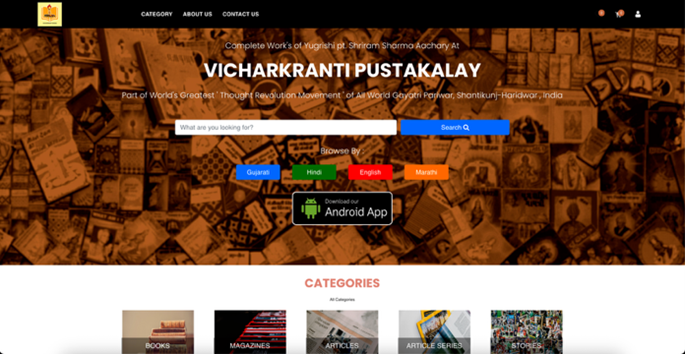 CATEGORY ABOUT US CONTACT US
Complete Work's of Yugrishi pt. Shriram Sharma Aachary At
VICHARKRANTI PUSTAKALAY
Part of World's Greatest ' Thought Revolution Movement ' of All World Gayatri Pariwar, Shantikunj-Haridwar , India
What are you looking for?
Search
Browse By
Gujarati Hindi English Marathi
Download our
Android App
CATEGORIES
All Categories
BOOKS MAGAZINES ARTICLES ARTICLE SERIES STORIES